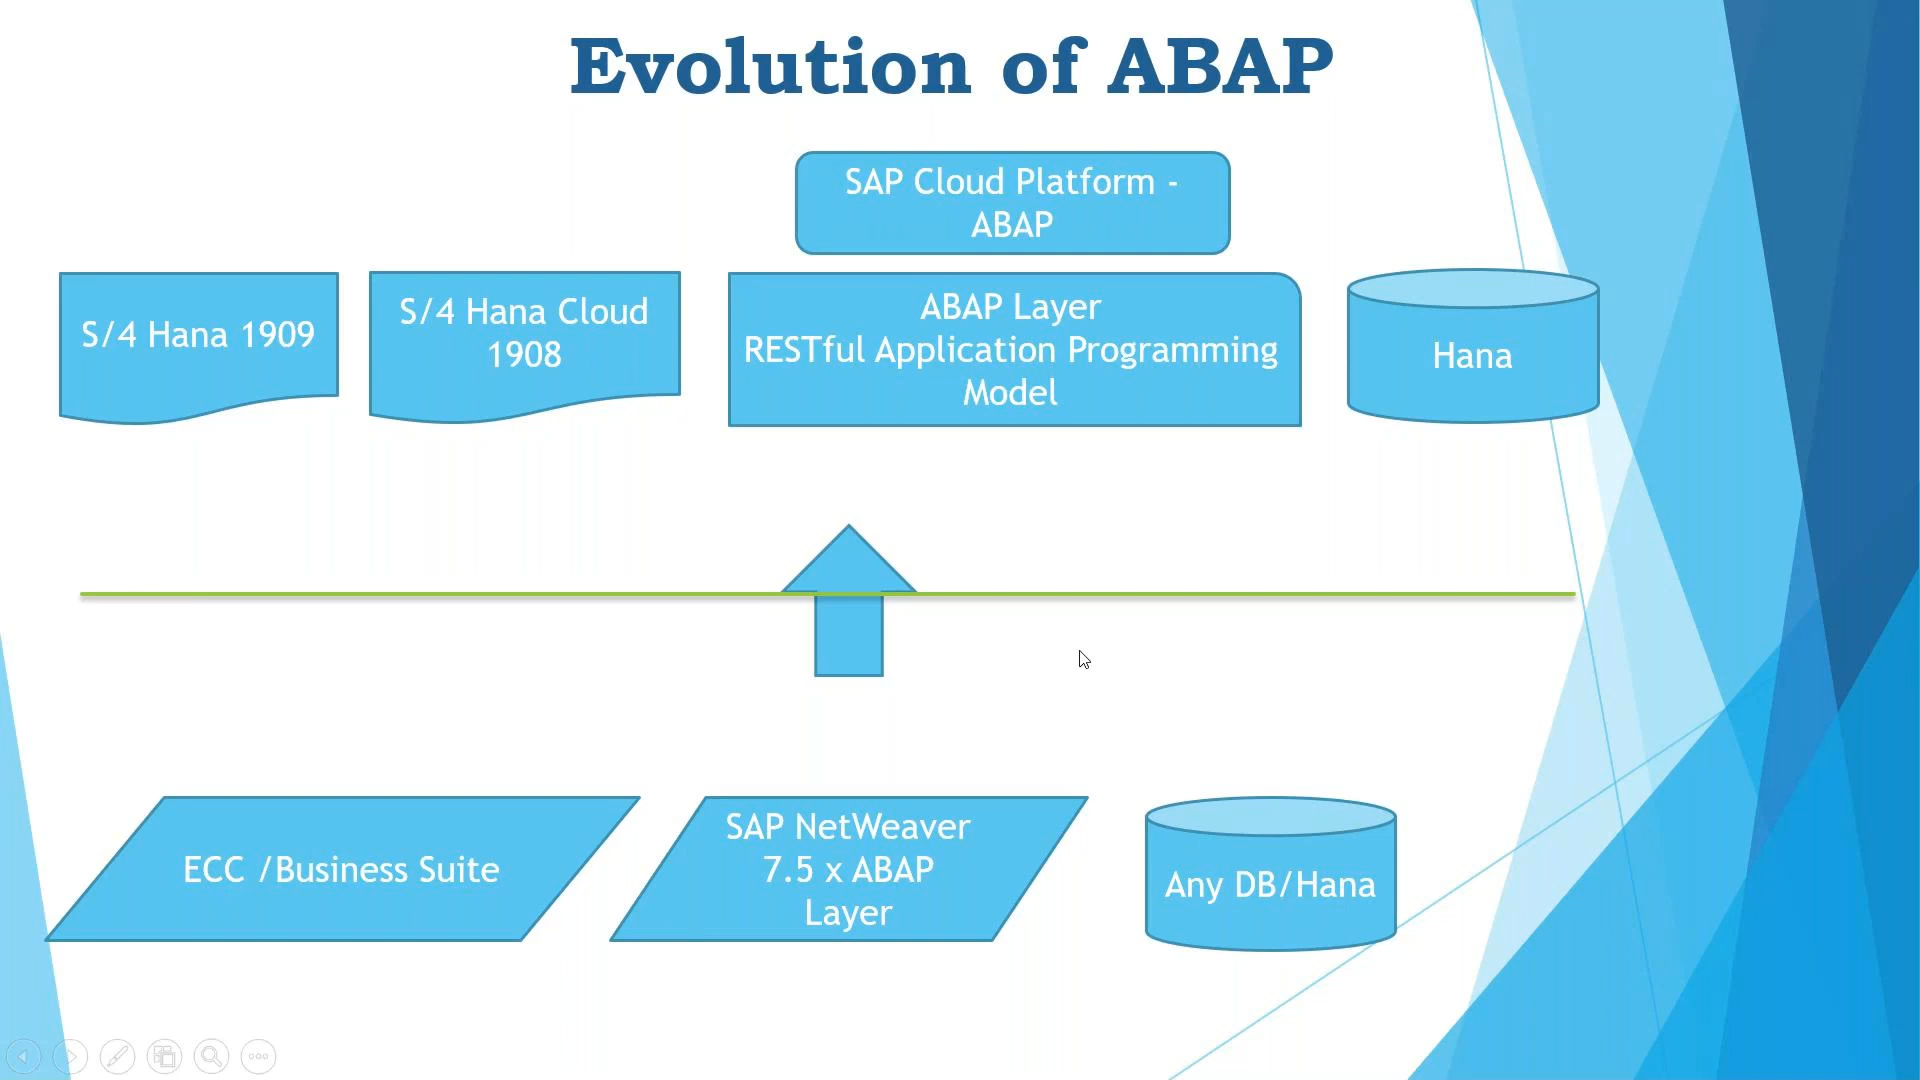 Evolution of ABAP
SAP Cloud Platform -
ABAP
S/4 Hana 1909
S/4 Hana Cloud
1908
ABAP Layer
RESTful Application Programming
Model
Hana
ECC /Business Suite
SAP NetWeaver
7.5 x ABAP
Layer
Any DB/Hana